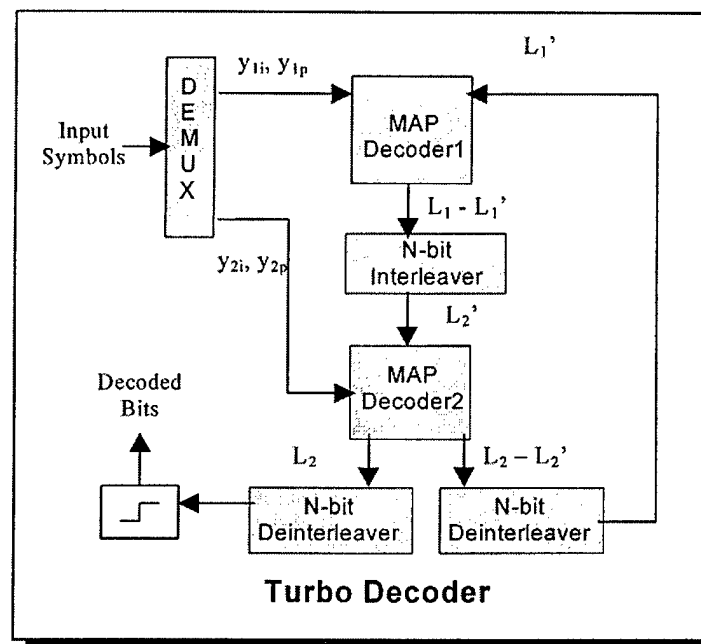 L₁'
y₁ᵢ, y₁ₚ
D
E
M
U
X
Input
Symbols
MAP
Decoder1
L₁ - L₁'
N-bit
Interleaver
y₂ᵢ, y₂ₚ
L₂'
MAP
Decoder2
Decoded
Bits
L₂
L₂ – L₂'
N-bit
Deinterleaver
N-bit
Deinterleaver
Turbo Decoder